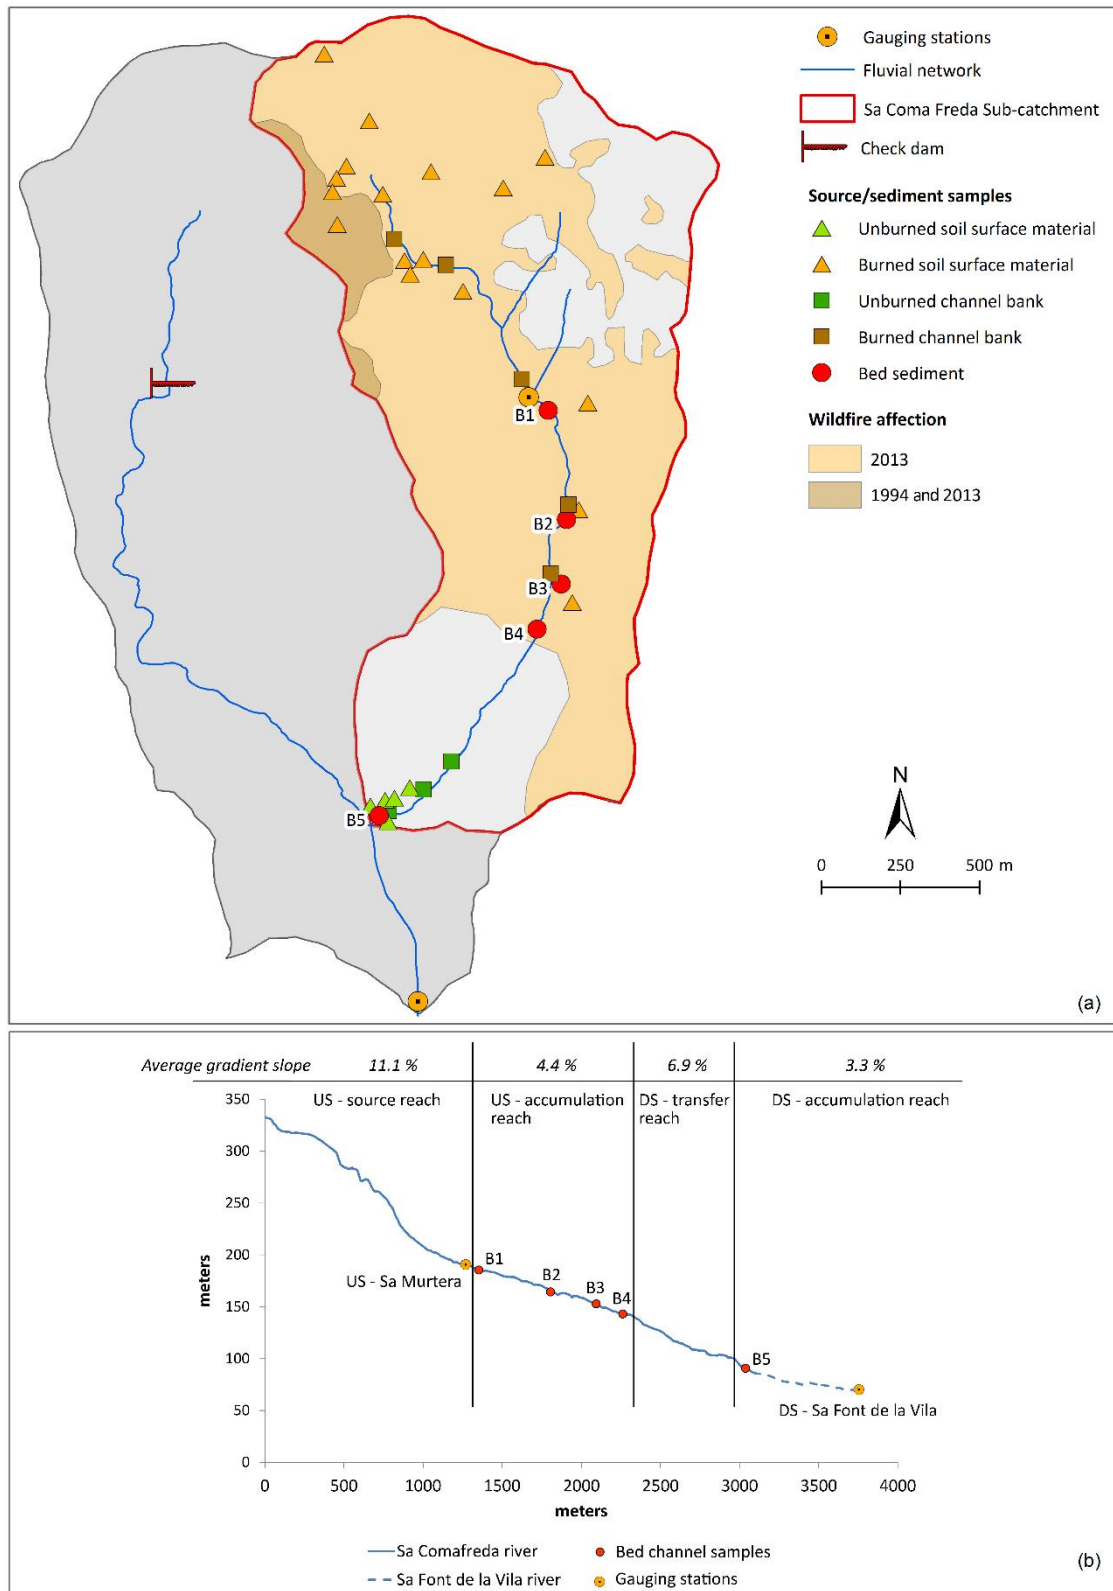 Gauging stations
Fluvial network
Sa Coma Freda Sub-catchment
Check dam
Source/sediment samples
Unburned soil surface material
Burned soil surface material
Unburned channel bank
Burned channel bank
Bed sediment
Wildfire affection
2013
1994 and 2013
B1
B2
B3
B4
B5
N
0 250 500 m
(a)
Average gradient slope 11.1 % 4.4 % 6.9 % 3.3 %
US - source reach
US - accumulation
reach
DS - transfer
reach
DS - accumulation reach
350
300
250
200
150
100
50
0
meters
US - Sa Murtera
B1
B2
B3
B4
B5
DS - Sa Font de la Vila
0 500 1000 1500 2000 2500 3000 3500 4000
meters
Sa Comafreda river
Bed channel samples
Sa Font de la Vila river
Gauging stations
(b)